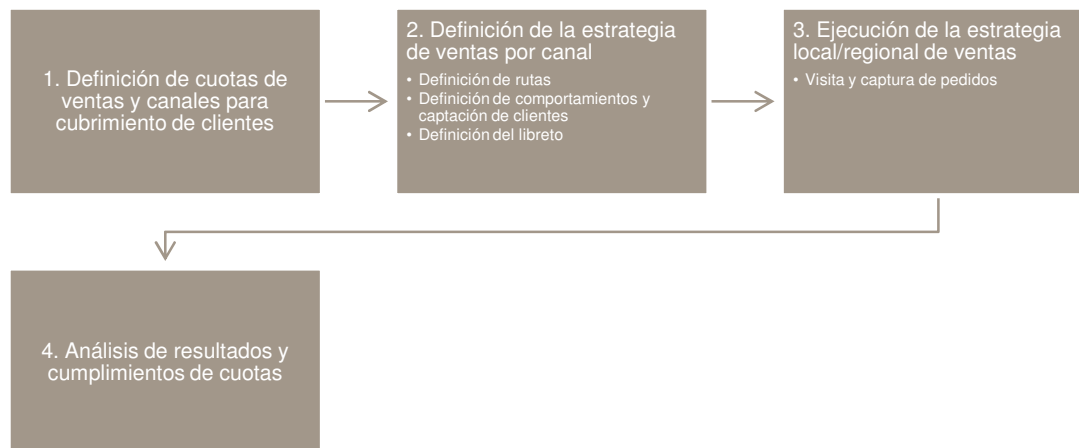 1. Definición de cuotas de
ventas y canales para
cubrimiento de clientes
2. Definición de la estrategia
de ventas por canal
• Definición de rutas
• Definición de comportamientos y
captación de clientes
• Definición del libreto
3. Ejecución de la estrategia
local/regional de ventas
• Visita y captura de pedidos
4. Análisis de resultados y
cumplimientos de cuotas